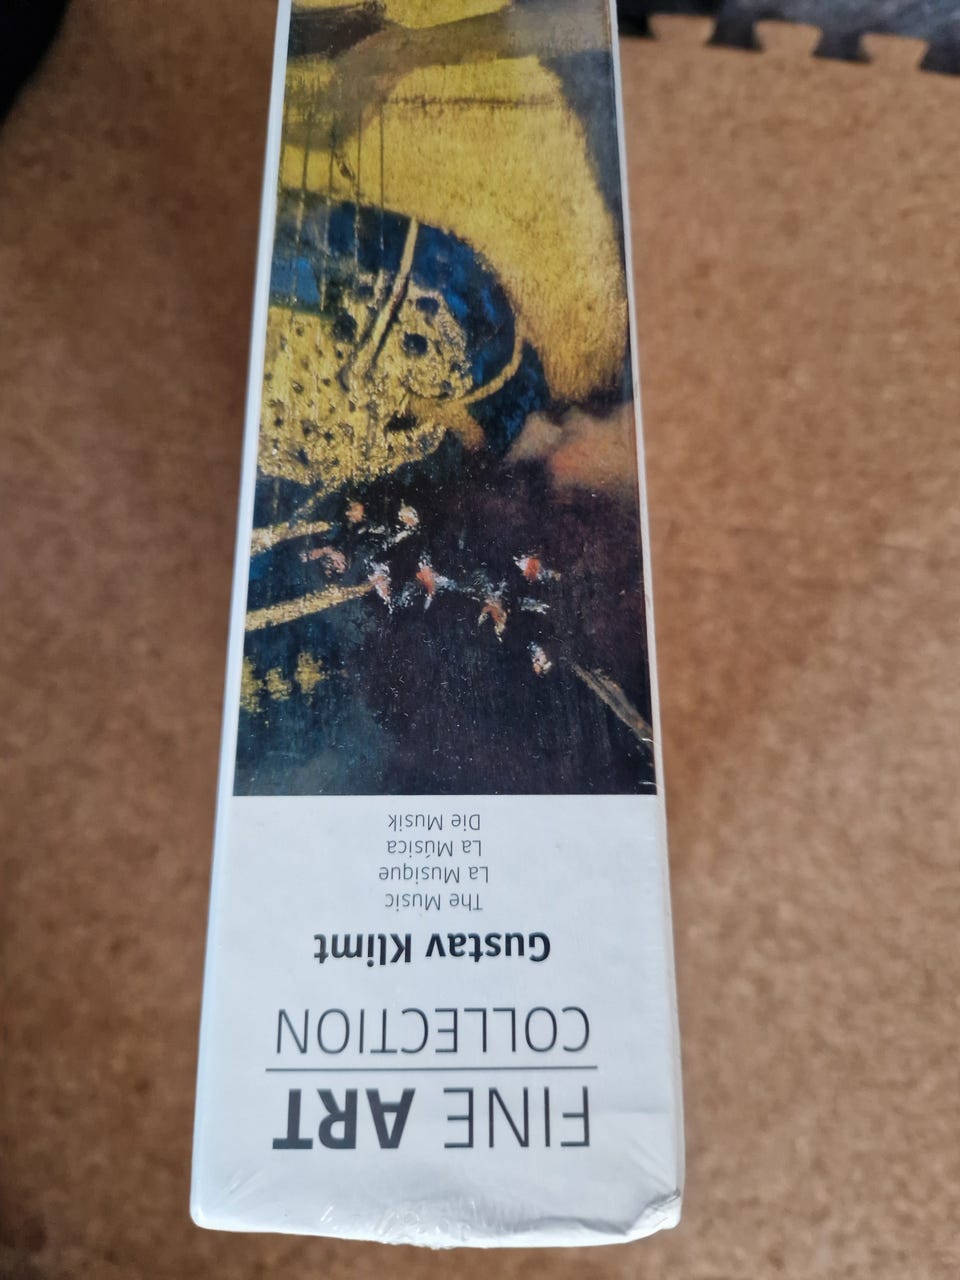 FINE ART
COLLECTION
Gustav Klimt
The Music
La Musique
La Música
Die Musik